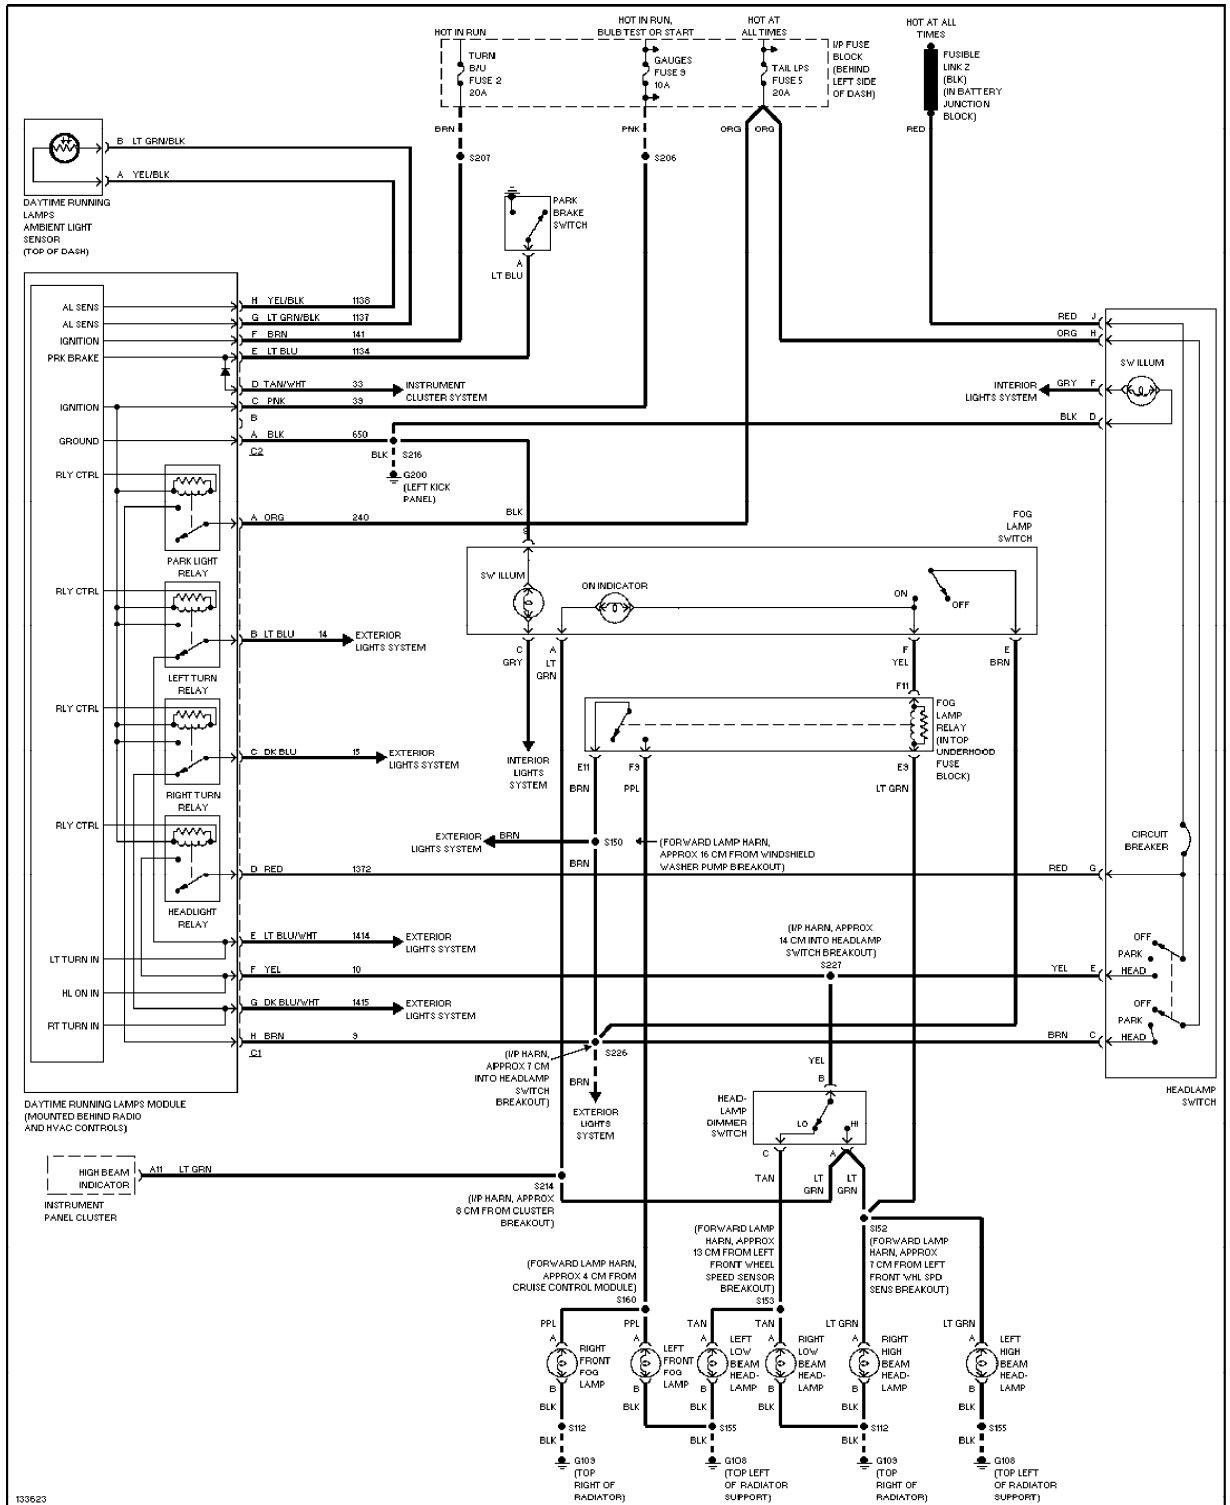 HOT IN RUN
HOT IN RUN,
BULB TEST OR START
HOT AT
ALL TIMES
HOT AT ALL
TIMES
TURN
B/U
FUSE 2
20A
GAUGES
FUSE 9
10A
TAIL LPS
FUSE 5
20A
I/P FUSE
BLOCK
(BEHIND
LEFT SIDE
OF DASH)
FUSIBLE
LINK Z
(BLK)
(IN BATTERY
JUNCTION
BLOCK)
BRN
PNK
ORG
ORG
RED
S207
S206
B LT GRN/BLK
A YEL/BLK
DAYTIME RUNNING
LAMPS
AMBIENT LIGHT
SENSOR
(TOP OF DASH)
PARK
BRAKE
SWITCH
A
LT BLU
AL SENS
H YEL/BLK 1138
AL SENS
G LT GRN/BLK 1137
IGNITION
F BRN 141
PRK BRAKE
E LT BLU 1134
D TAN/WHT 33
INSTRUMENT
CLUSTER SYSTEM
IGNITION
C PNK 39
B
GROUND
A BLK 650
C2
BLK
S216
G200
(LEFT KICK
PANEL)
RED J
ORG H
SW ILLUM
INTERIOR
LIGHTS SYSTEM
GRY F
BLK D
RLY CTRL
A ORG 240
PARK LIGHT
RELAY
BLK
S
FOG
LAMP
SWITCH
SW ILLUM
ON INDICATOR
ON
OFF
RLY CTRL
B LT BLU 14
EXTERIOR
LIGHTS SYSTEM
LEFT TURN
RELAY
C
GRY
A
LT
GRN
F
YEL
E
BRN
F11
FOG
LAMP
RELAY
(IN TOP
UNDERHOOD
FUSE
BLOCK)
RLY CTRL
C DK BLU 15
EXTERIOR
LIGHTS SYSTEM
RIGHT TURN
RELAY
INTERIOR
LIGHTS
SYSTEM
E11
BRN
F9
PPL
E9
LT GRN
RLY CTRL
EXTERIOR
LIGHTS SYSTEM
BRN
S150
(FORWARD LAMP HARN,
APPROX 16 CM FROM WINDSHIELD
WASHER PUMP BREAKOUT)
BRN
CIRCUIT
BREAKER
D RED 1372
RED G
HEADLIGHT
RELAY
E LT BLU/WHT 1414
EXTERIOR
LIGHTS SYSTEM
LT TURN IN
(I/P HARN, APPROX
14 CM INTO HEADLAMP
SWITCH BREAKOUT)
S227
F YEL 10
YEL E
OFF
PARK
HEAD
HL ON IN
G DK BLU/WHT 1415
EXTERIOR
LIGHTS SYSTEM
RT TURN IN
OFF
PARK
HEAD
H BRN 9
BRN C
C1
S226
(I/P HARN,
APPROX 7 CM
INTO HEADLAMP
SWITCH
BREAKOUT)
BRN
EXTERIOR
LIGHTS
SYSTEM
YEL
B
HEAD-
LAMP
DIMMER
SWITCH
LO
HI
HEADLAMP
SWITCH
DAYTIME RUNNING LAMPS MODULE
(MOUNTED BEHIND RADIO
AND HVAC CONTROLS)
C
TAN
A
LT
GRN
LT
GRN
HIGH BEAM
INDICATOR
A11 LT GRN
INSTRUMENT
PANEL CLUSTER
S214
(I/P HARN, APPROX
8 CM FROM CLUSTER
BREAKOUT)
S152
(FORWARD LAMP
HARN, APPROX
7 CM FROM LEFT
FRONT WHL SPD
SENS BREAKOUT)
(FORWARD LAMP
HARN, APPROX
13 CM FROM LEFT
FRONT WHEEL
SPEED SENSOR
BREAKOUT)
S153
(FORWARD LAMP HARN,
APPROX 4 CM FROM
CRUISE CONTROL MODULE)
S160
PPL
A
RIGHT
FRONT
FOG
LAMP
B
BLK
PPL
A
LEFT
FRONT
FOG
LAMP
B
BLK
TAN
A
LEFT
LOW
BEAM
HEAD-
LAMP
B
BLK
TAN
A
RIGHT
LOW
BEAM
HEAD-
LAMP
B
BLK
LT GRN
A
RIGHT
HIGH
BEAM
HEAD-
LAMP
B
BLK
LT GRN
A
LEFT
HIGH
BEAM
HEAD-
LAMP
B
BLK
S112
BLK
G109
(TOP
RIGHT OF
RADIATOR)
S155
BLK
G108
(TOP LEFT
OF RADIATOR
SUPPORT)
S112
BLK
G109
(TOP
RIGHT OF
RADIATOR)
S155
BLK
G108
(TOP LEFT
OF RADIATOR
SUPPORT)
133623